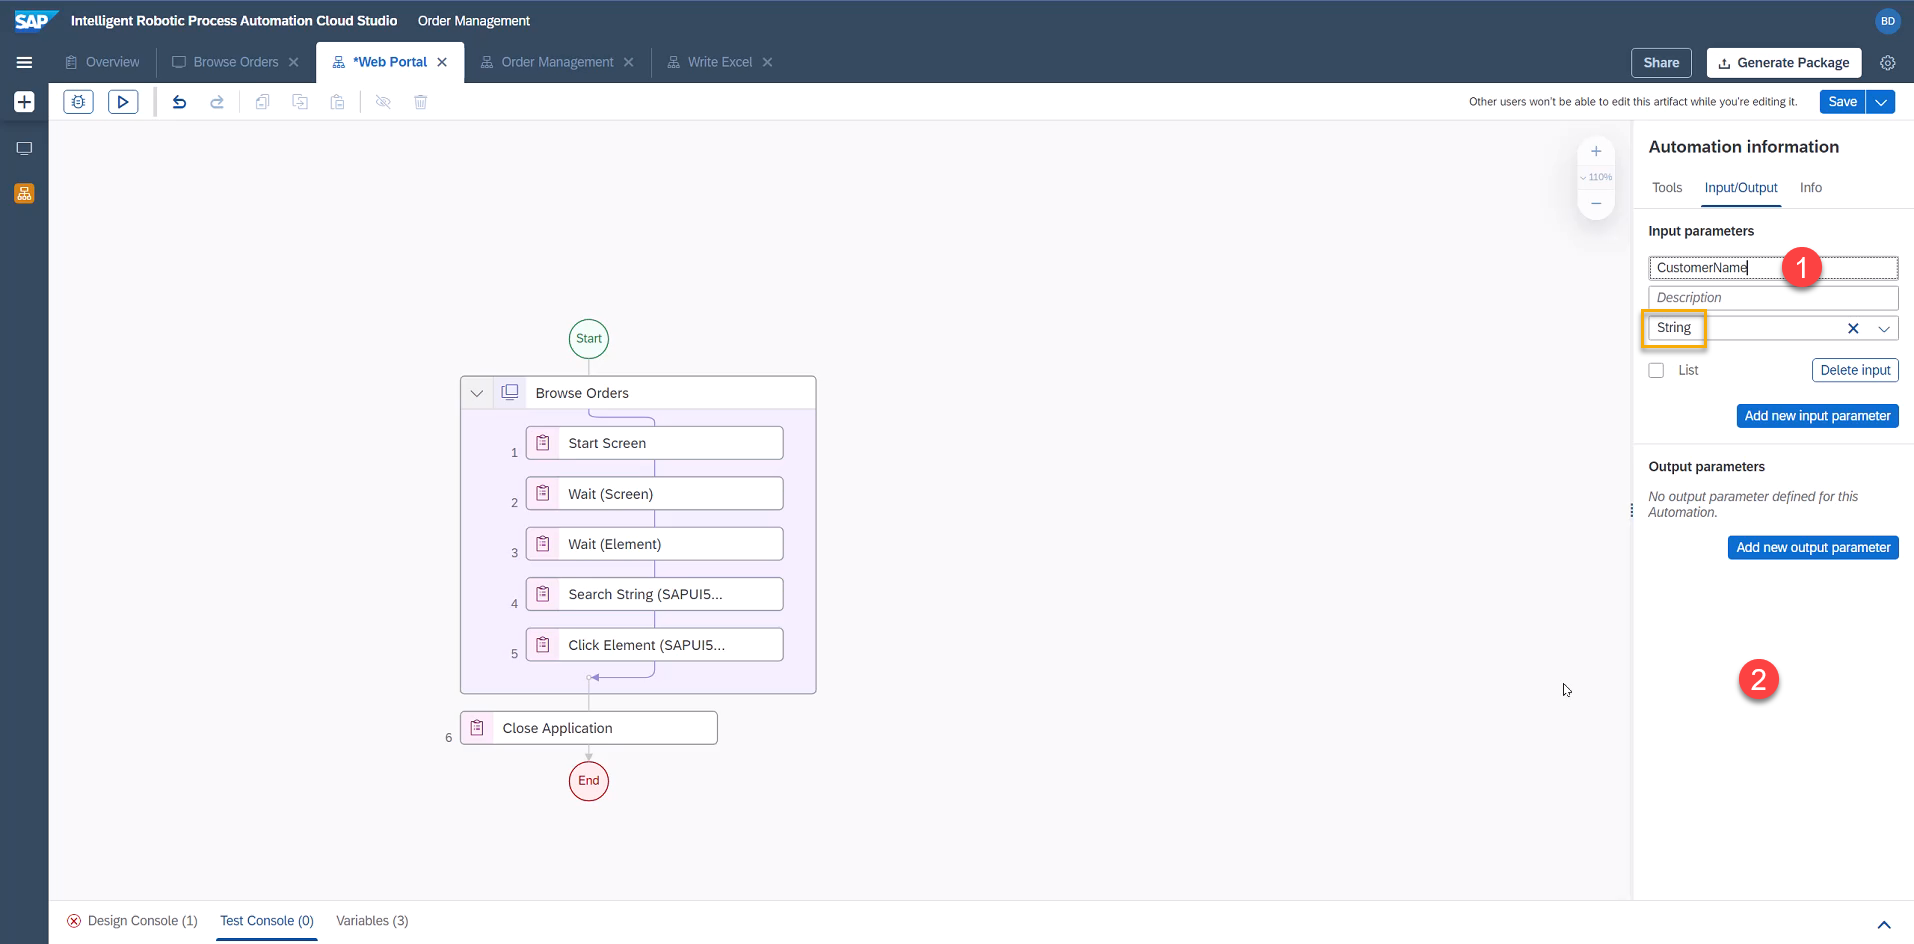 SAP Intelligent Robotic Process Automation Cloud Studio Order Management BD
Overview Browse Orders *Web Portal Order Management Write Excel Share Generate Package
Other users won't be able to edit this artifact while you're editing it. Save
Automation information
Tools Input/Output Info
Input parameters
CustomerName 1
Description
String
List Delete input
Add new input parameter
Output parameters
No output parameter defined for this
Automation.
Add new output parameter
2
110%
Start
Browse Orders
1 Start Screen
2 Wait (Screen)
3 Wait (Element)
4 Search String (SAPUI5...
5 Click Element (SAPUI5...
6 Close Application
End
Design Console (1) Test Console (0) Variables (3)